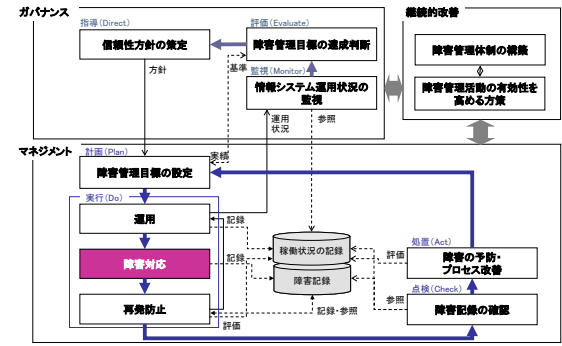 ガバナンス
指導(Direct)
信頼性方針の策定
評価(Evaluate)
障害管理目標の達成判断
監視(Monitor)
情報システム運用状況の
監視
方針
基準
実績
運用
状況
参照
継続的改善
障害管理体制の構築
障害管理活動の有効性を
高める方策
マネジメント
計画(Plan)
障害管理目標の設定
実行(Do)
運用
障害対応
再発防止
記録
記録
評価
記録・参照
稼働状況の記録
障害記録
評価
参照
処置(Act)
障害の予防・
プロセス改善
点検(Check)
障害記録の確認